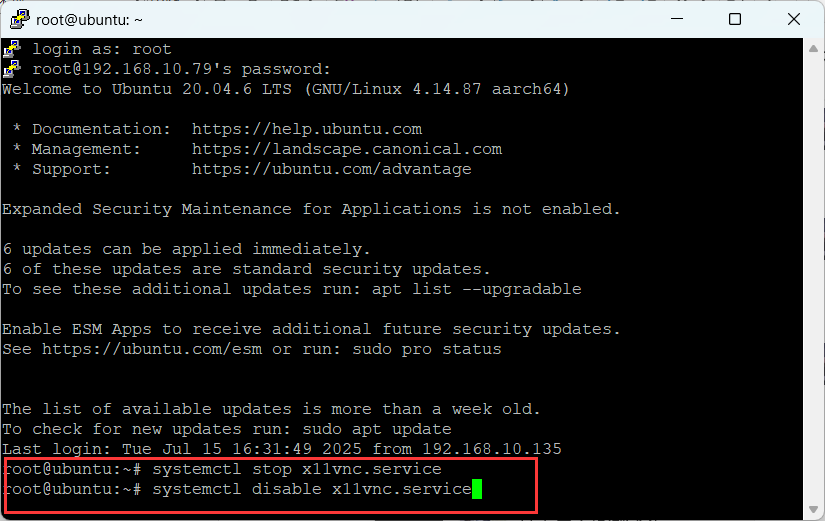 root@ubuntu: ~
login as: root
root@192.168.10.79's password:
Welcome to Ubuntu 20.04.6 LTS (GNU/Linux 4.14.87 aarch64)
* Documentation:  https://help.ubuntu.com
* Management:     https://landscape.canonical.com
* Support:        https://ubuntu.com/advantage
Expanded Security Maintenance for Applications is not enabled.
6 updates can be applied immediately.
6 of these updates are standard security updates.
To see these additional updates run: apt list --upgradable
Enable ESM Apps to receive additional future security updates.
See https://ubuntu.com/esm or run: sudo pro status
The list of available updates is more than a week old.
To check for new updates run: sudo apt update
Last login: Tue Jul 15 16:31:49 2025 from 192.168.10.135
root@ubuntu:~# systemctl stop x11vnc.service
root@ubuntu:~# systemctl disable x11vnc.service